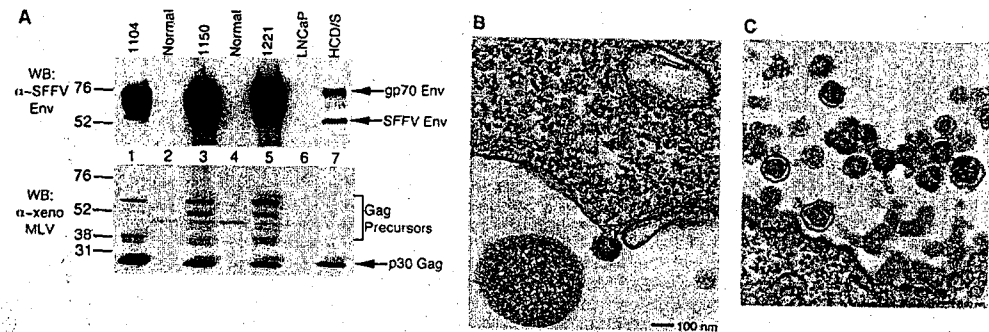 A
1104
Normal
1150
Normal
1221
LNCaP
HCD/S
WB:
α-SFFV
Env
76
52
gp70 Env
SFFV Env
1 2 3 4 5 6 7
WB:
α-xeno
MLV
76
52
38
31
Gag
Precursors
p30 Gag
B
100 nm
C